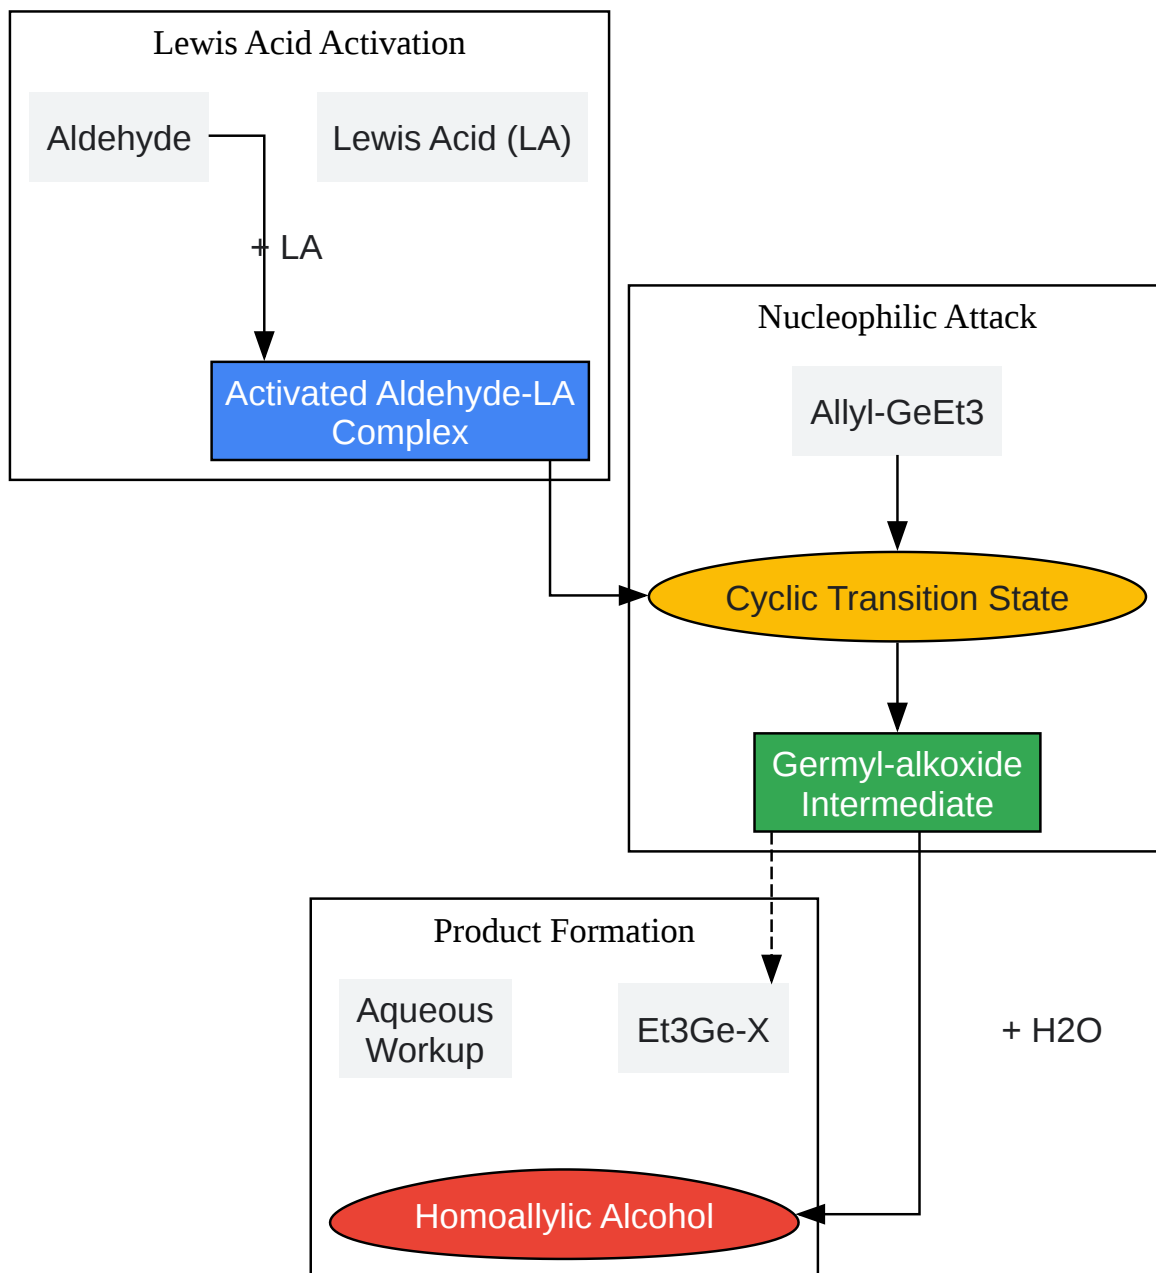 Lewis Acid Activation
Aldehyde
Lewis Acid (LA)
+ LA
Activated Aldehyde-LA
Complex
Nucleophilic Attack
Allyl-GeEt3
Cyclic Transition State
Germyl-alkoxide
Intermediate
Product Formation
Aqueous
Workup
Et3Ge-X
+ H2O
Homoallylic Alcohol